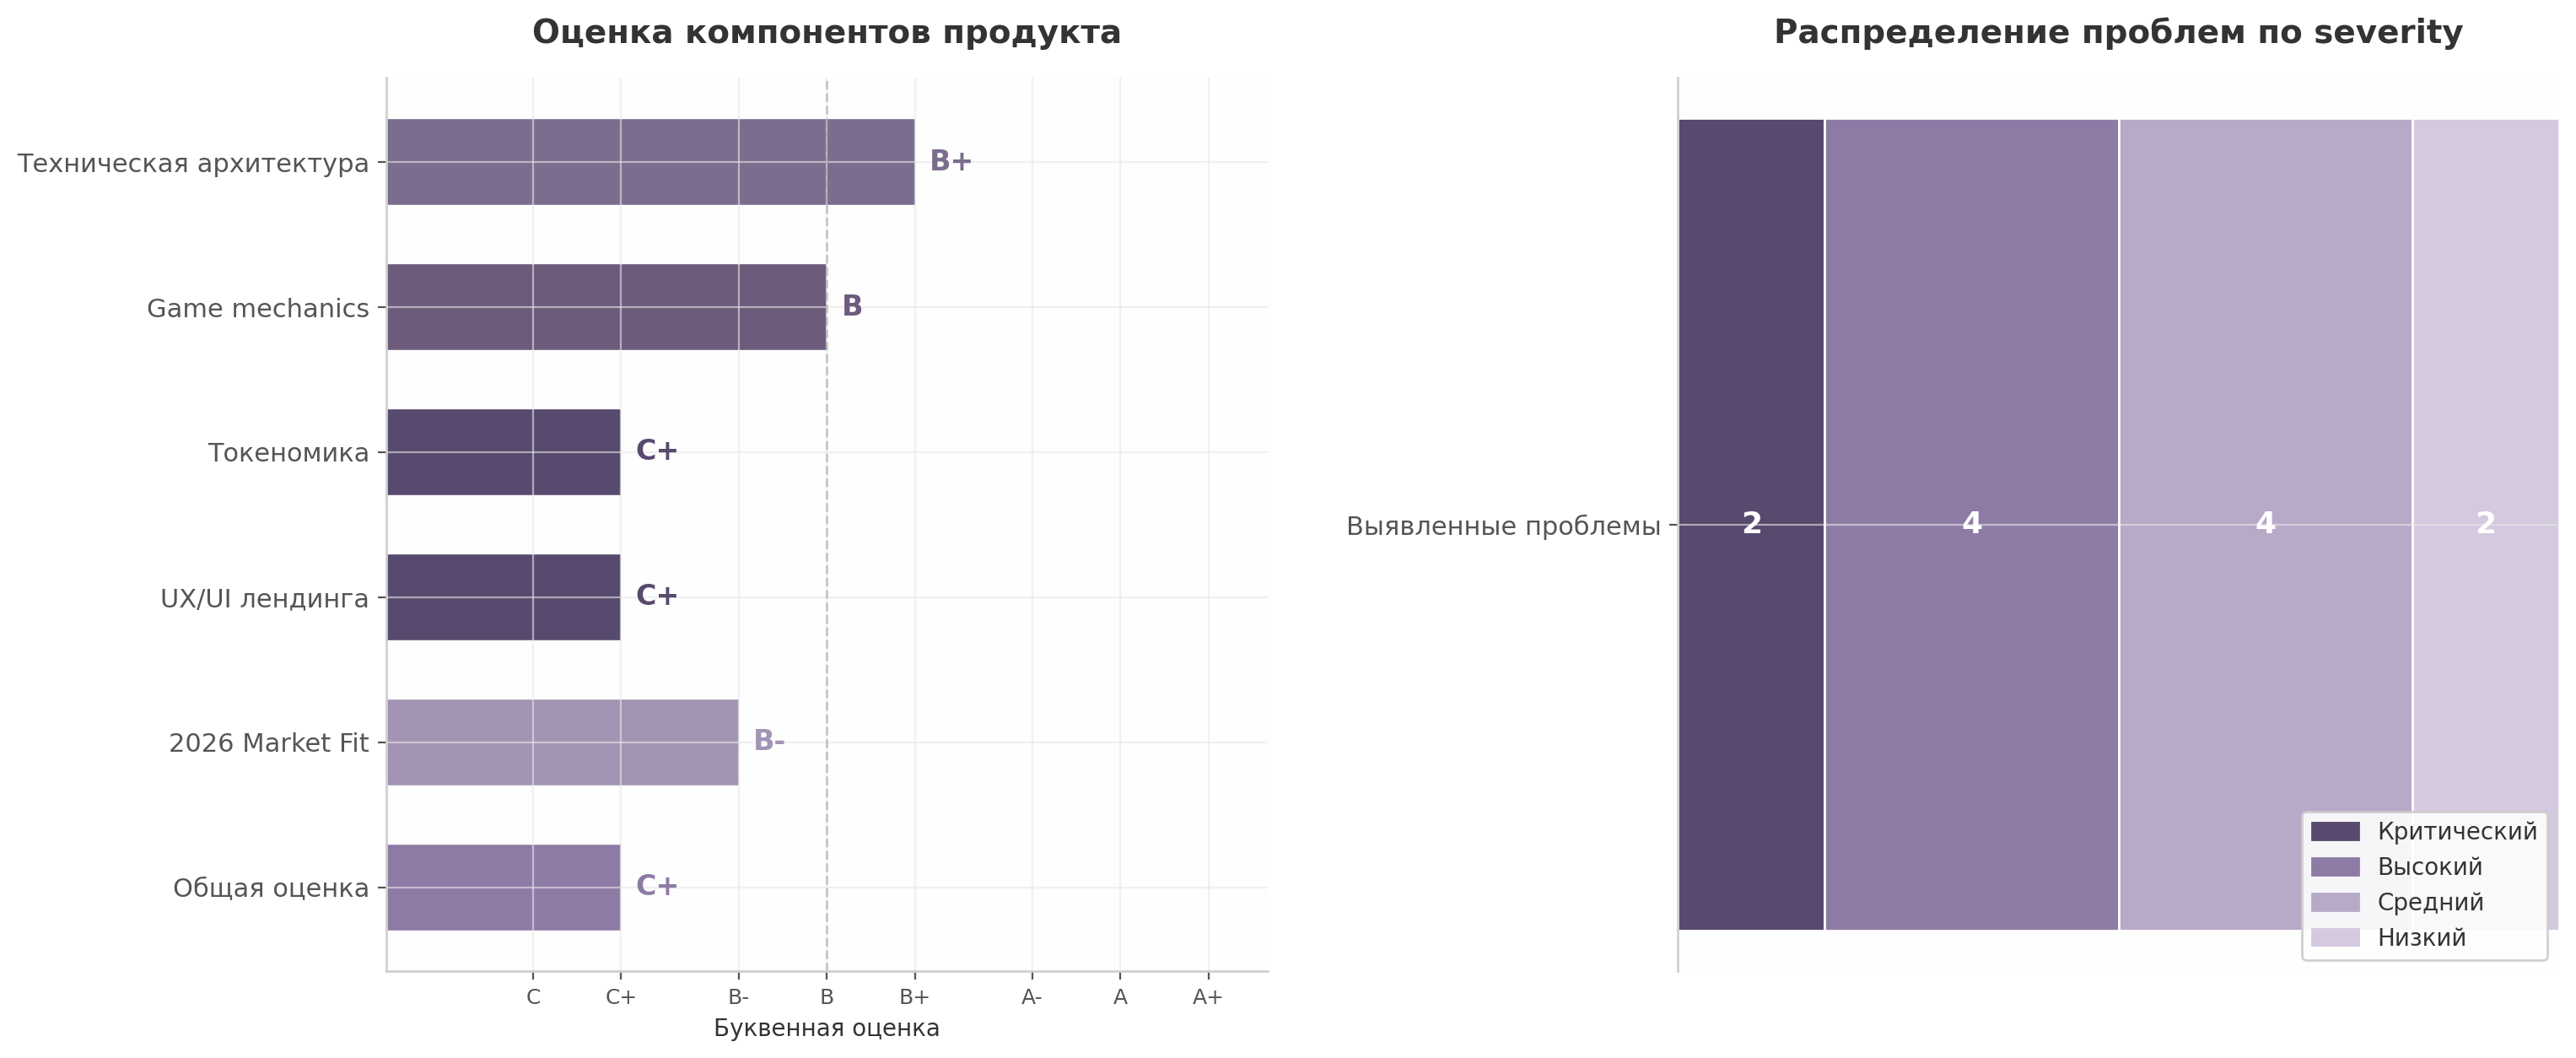 Оценка компонентов продукта
Техническая архитектура
B+
Game mechanics
B
Токеномика
C+
UX/UI лендинга
C+
2026 Market Fit
B-
Общая оценка
C+
C C+ B- B B+ A- A A+
Буквенная оценка
Распределение проблем по severity
Выявленные проблемы
2 4 4 2
Критический
Высокий
Средний
Низкий